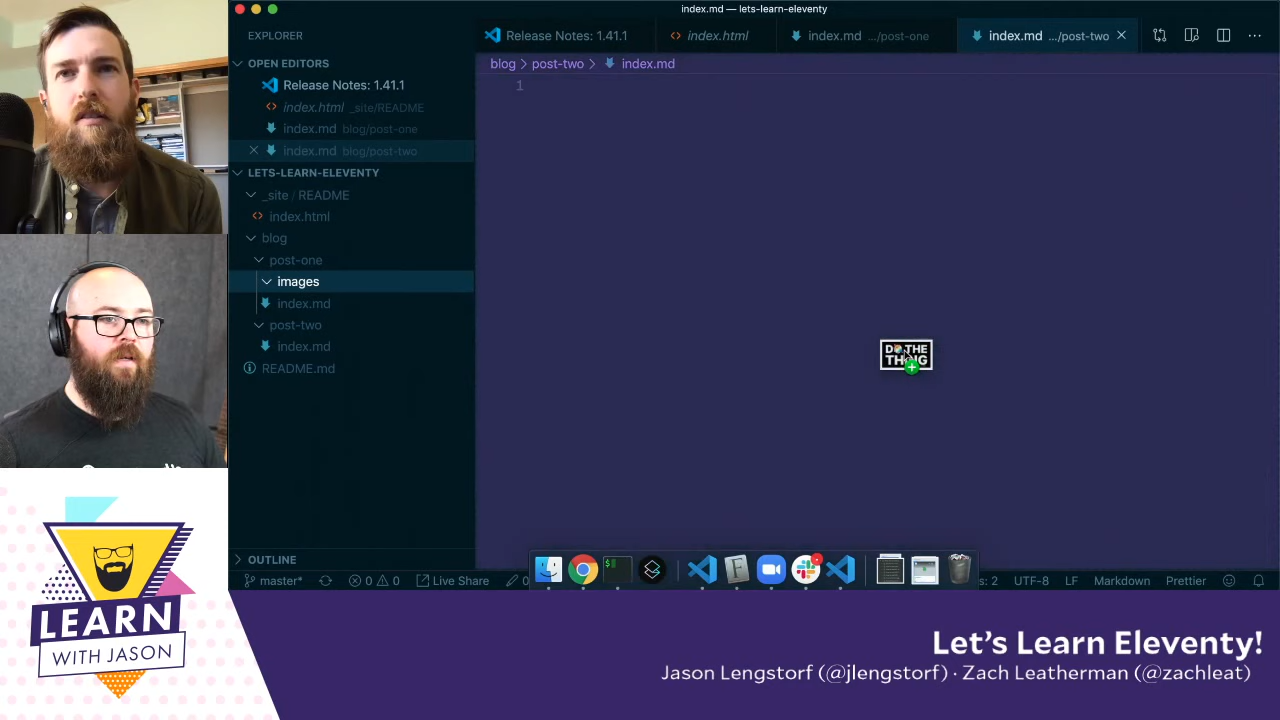 index.md — lets-learn-eleventy
EXPLORER
Release Notes: 1.41.1
index.html
index.md …/post-one
index.md …/post-two
OPEN EDITORS
Release Notes: 1.41.1
index.html _site/README
index.md blog/post-one
index.md blog/post-two
blog
post-two
index.md
1
LETS-LEARN-ELEVENTY
_site / README
index.html
blog
post-one
images
index.md
post-two
index.md
README.md
DO THE
THING
OUTLINE
master*
0
0
Live Share
0
s: 2
UTF-8
LF
Markdown
Prettier
LEARN
WITH JASON
Let's Learn Eleventy!
Jason Lengstorf (@jlengstorf) · Zach Leatherman (@zachleat)